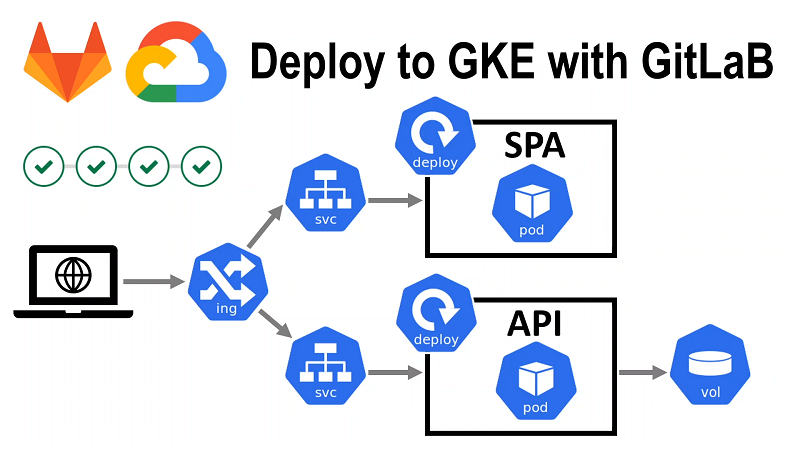 Deploy to GKE with GitLaB
deploy
SPA
pod
svc
ing
deploy
API
pod
svc
vol